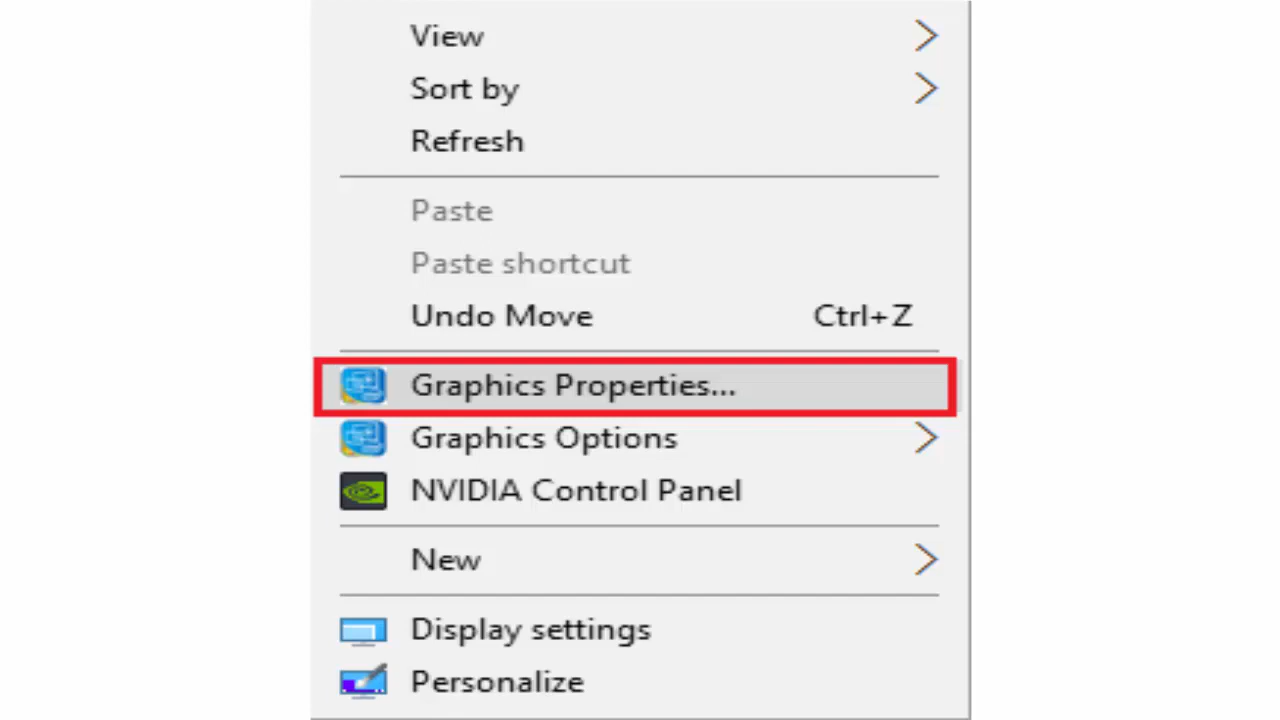 View
Sort by
Refresh
Paste
Paste shortcut
Undo Move Ctrl+Z
Graphics Properties...
Graphics Options
NVIDIA Control Panel
New
Display settings
Personalize